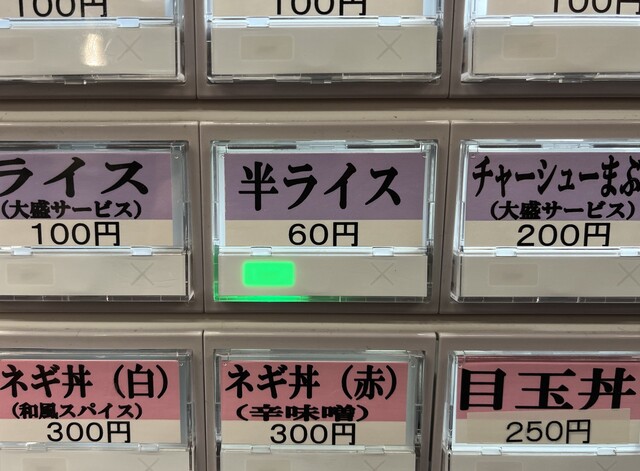 100円
100円
100円
ライス
(大盛サービス)
100円
半ライス
60円
チャーシューまぶ
(大盛サービス)
200円
ネギ丼(白)
(和風スパイス)
300円
ネギ丼(赤)
(辛味噌)
300円
目玉丼
250円